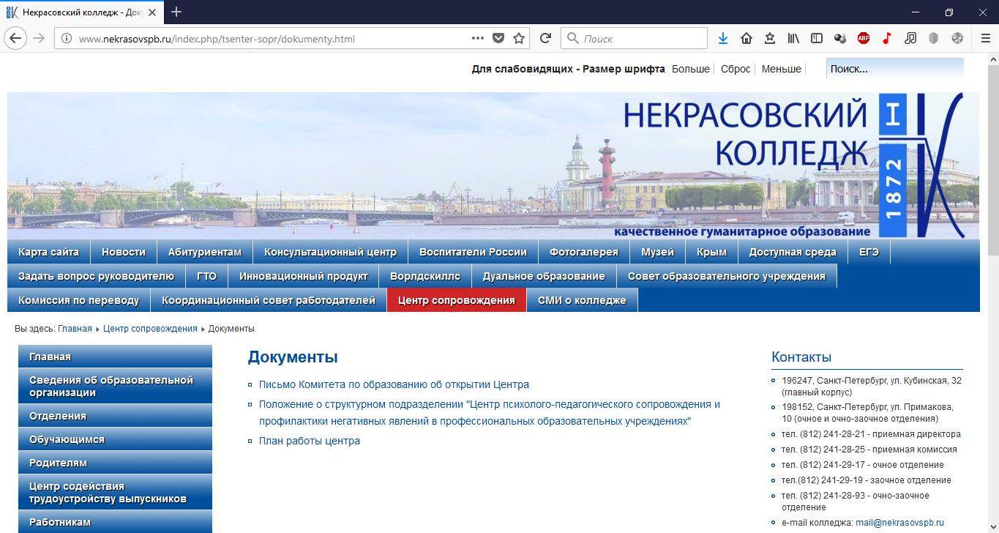 Некрасовский колледж - Док
www.nekrasovspb.ru/index.php/tsenter-sopr/dokumenty.html
Поиск
ABP
Для слабовидящих - Размер шрифта Больше Сброс Меньше
Поиск...
НЕКРАСОВСКИЙ
КОЛЛЕДЖ
1872
I
качественное гуманитарное образование
Карта сайта Новости Абитуриентам Консультационный центр Воспитатели России Фотогалерея Музей Крым Доступная среда ЕГЭ
Задать вопрос руководителю ГТО Инновационный продукт Ворлдскиллс Дуальное образование Совет образовательного учреждения
Комиссия по переводу Координационный совет работодателей Центр сопровождения СМИ о колледже
Вы здесь: Главная Центр сопровождения Документы
Главная
Сведения об образовательной
организации
Отделения
Обучающимся
Родителям
Центр содействия
трудоустройству выпускников
Работникам
Документы
Письмо Комитета по образованию об открытии Центра
Положение о структурном подразделении "Центр психолого-педагогического сопровождения и
профилактики негативных явлений в профессиональных образовательных учреждениях"
План работы центра
Контакты
196247, Санкт-Петербург, ул. Кубинская, 32
(главный корпус)
198152, Санкт-Петербург, ул. Примакова,
10 (очное и очно-заочное отделения)
тел. (812) 241-28-21 - приемная директора
тел. (812) 241-28-25 - приемная комиссия
тел. (812) 241-29-17 - очное отделение
тел.(812) 241-29-19 - заочное отделение
тел. (812) 241-28-93 - очно-заочное
отделение
e-mail колледжа: mail@nekrasovspb.ru